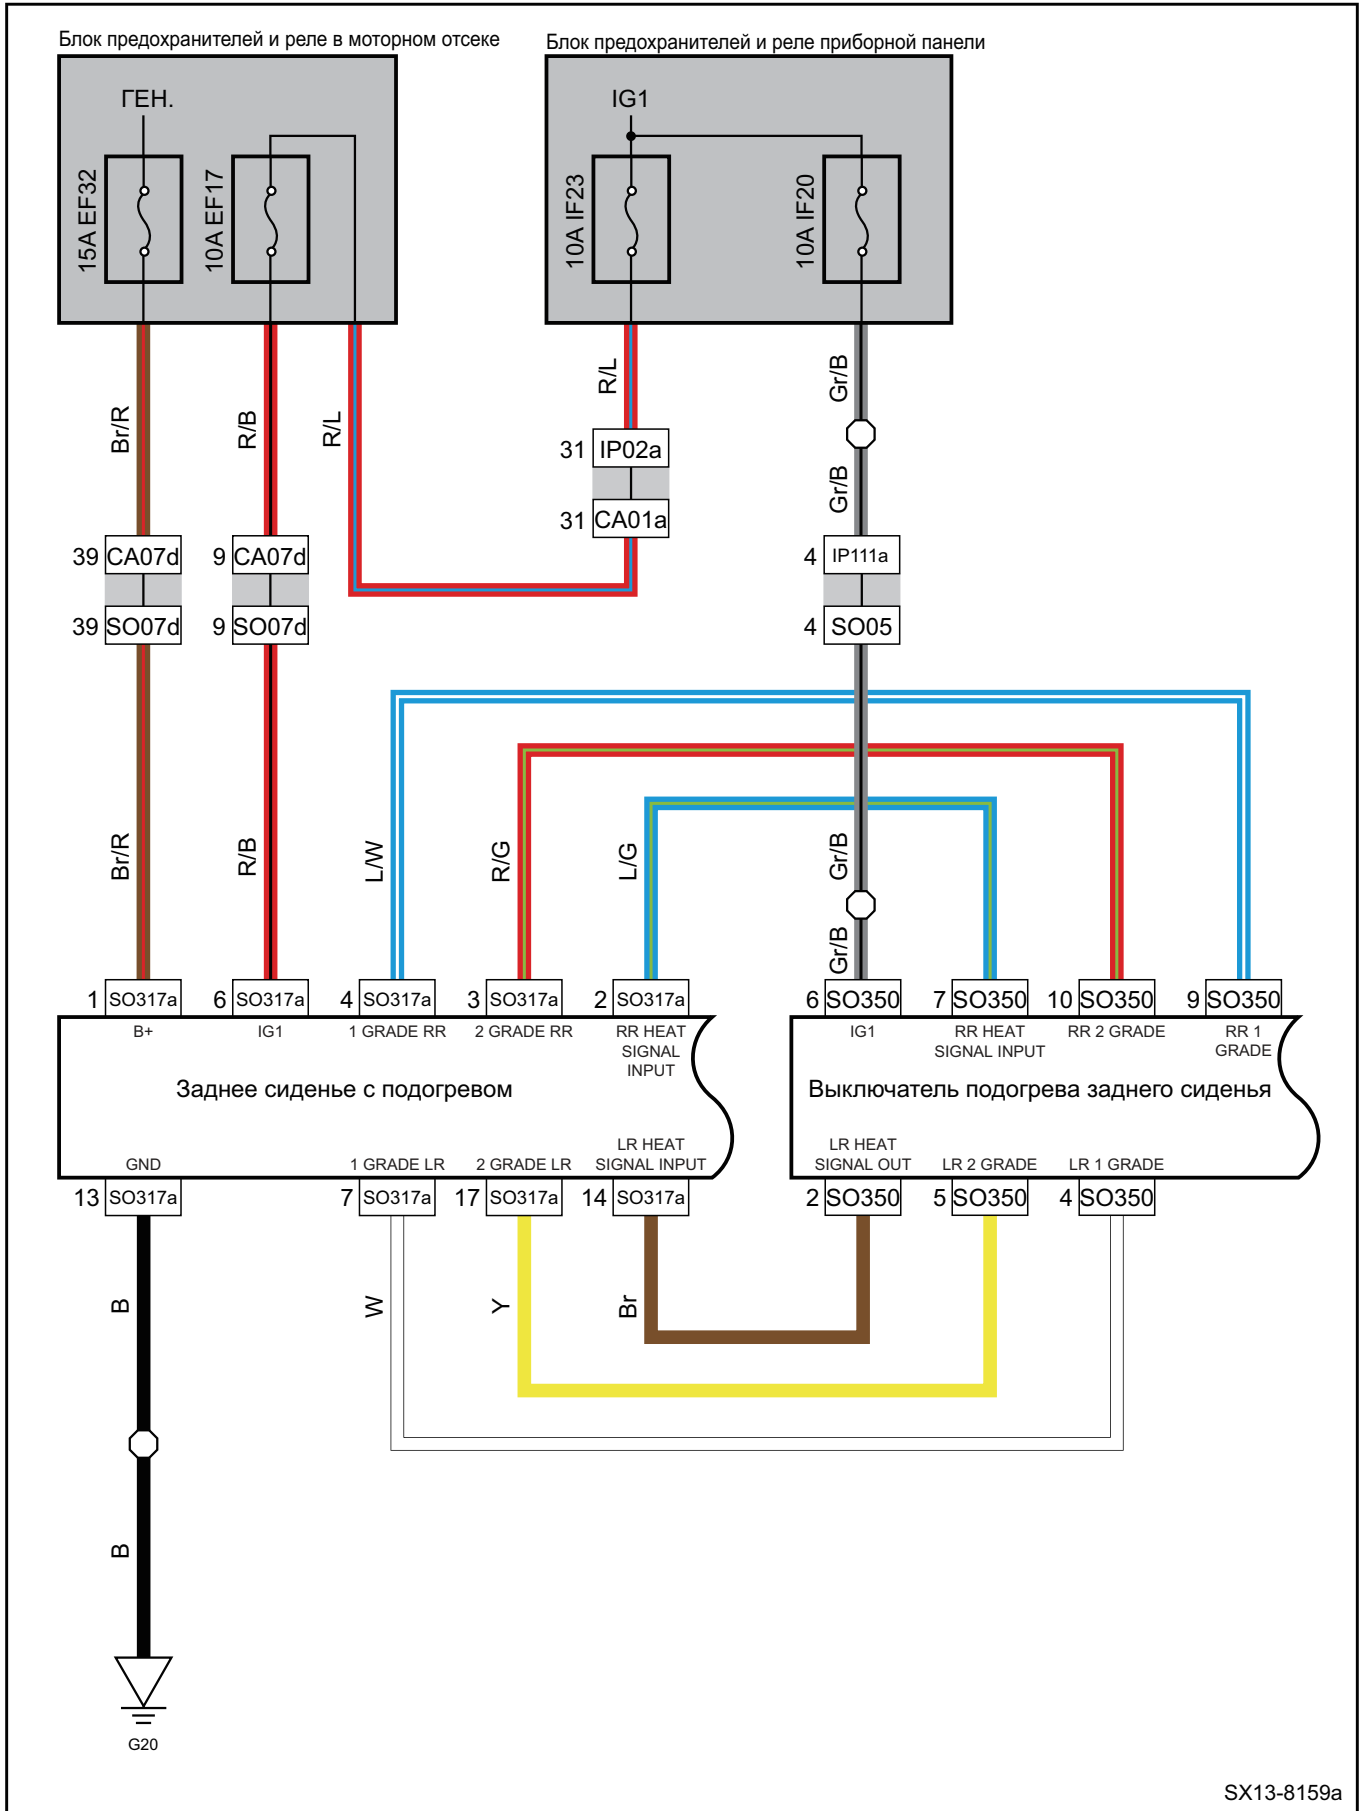 Блок предохранителей и реле в моторном отсеке
Блок предохранителей и реле приборной панели
ГЕН.
IG1
15A EF32
10A EF17
10A IF23
10A IF20
Br/R
R/B
R/L
R/L
Gr/B
Gr/B
31 IP02a
31 CA01a
39 CA07d
9 CA07d
4 IP111a
39 SO07d
9 SO07d
4 SO05
Br/R
R/B
L/W
R/G
L/G
Gr/B
Gr/B
1 SO317a
6 SO317a
4 SO317a
3 SO317a
2 SO317a
6 SO350
7 SO350
10 SO350
9 SO350
B+
IG1
1 GRADE RR
2 GRADE RR
RR HEAT
SIGNAL
INPUT
IG1
RR HEAT
SIGNAL INPUT
RR 2 GRADE
RR 1
GRADE
Заднее сиденье с подогревом
Выключатель подогрева заднего сиденья
GND
1 GRADE LR
2 GRADE LR
LR HEAT
SIGNAL INPUT
LR HEAT
SIGNAL OUT
LR 2 GRADE
LR 1 GRADE
13 SO317a
7 SO317a
17 SO317a
14 SO317a
2 SO350
5 SO350
4 SO350
B
W
Y
Br
B
G20
SX13-8159a